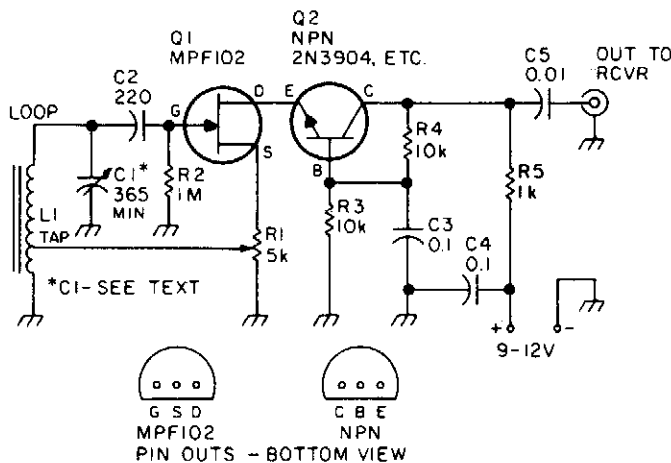 Q1
MPF102
Q2
NPN
2N3904, ETC.
C2
220
G
D
S
E
C
B
C5
0.01
OUT TO
RCVR
LOOP
C1*
365
MIN
R2
1M
R4
10k
R5
1k
L1
TAP
R1
5k
R3
10k
C3
0.1
C4
0.1
*C1-SEE TEXT
+
-
9-12V
G S D
MPF102
C B E
NPN
PIN OUTS - BOTTOM VIEW